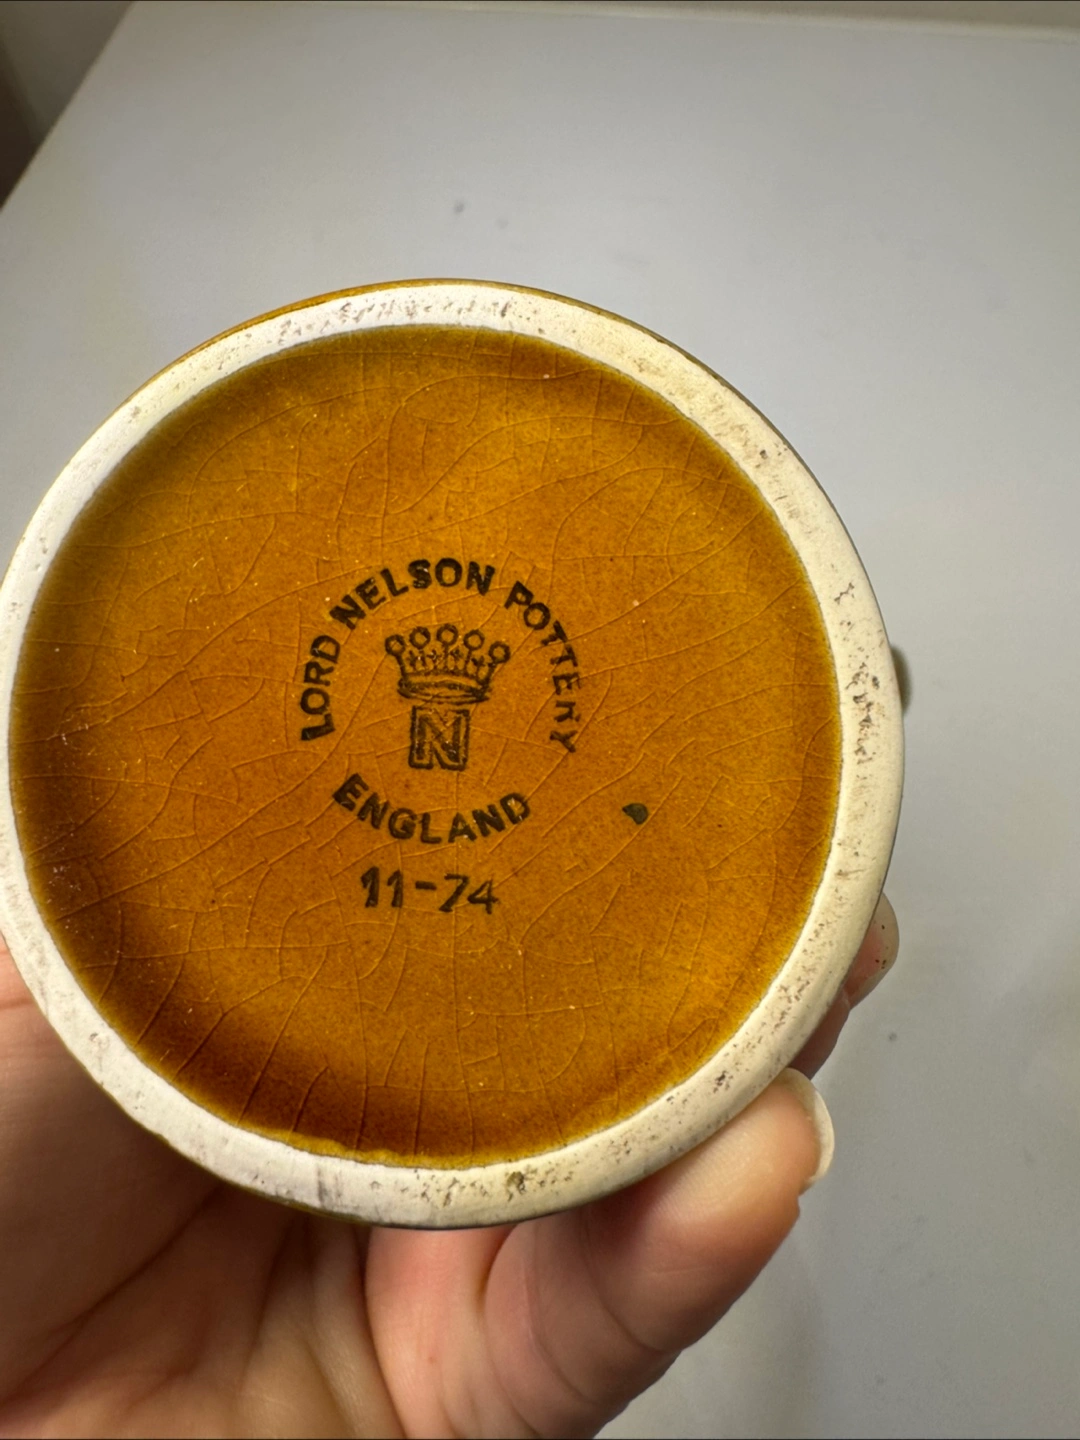 LORD NELSON POTTERY
N
ENGLAND
11-74